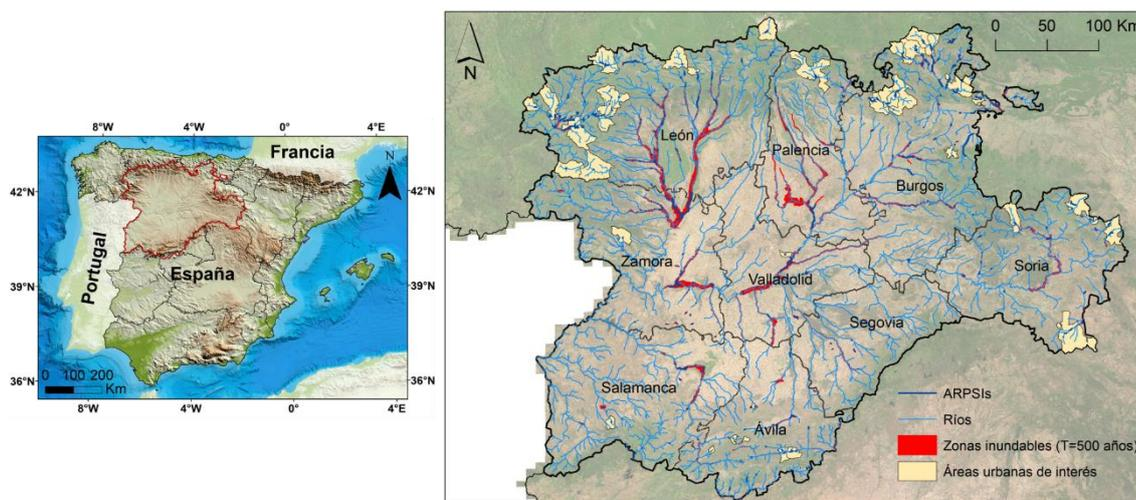 8°W 4°W 0° 4°E
Francia
N
42°N 42°N
Portugal
España
39°N 39°N
0 100 200
Km
36°N 36°N
8°W 4°W 0° 4°E
N
0 50 100 Km
León
Palencia
Burgos
Zamora
Valladolid
Soria
Segovia
Salamanca
Ávila
ARPSIs
Ríos
Zonas inundables (T=500 años)
Áreas urbanas de interés